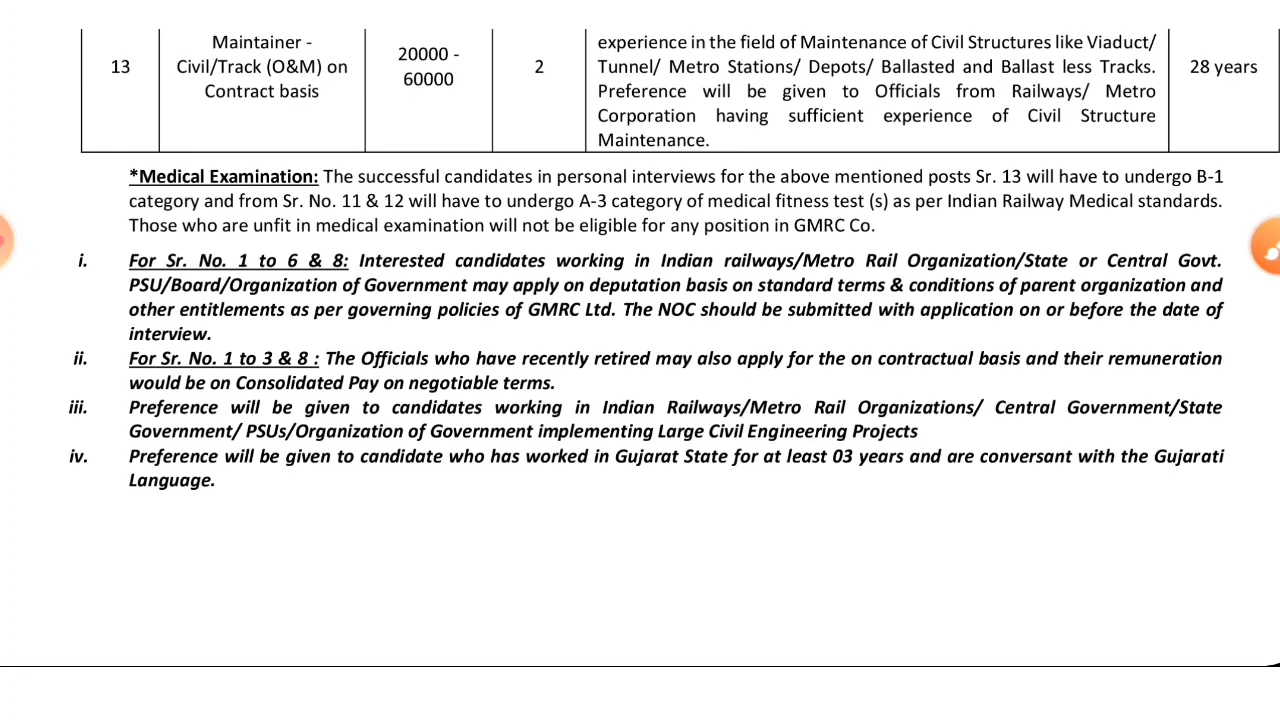 13
Maintainer -
Civil/Track (O&M) on
Contract basis
20000 -
60000
2
experience in the field of Maintenance of Civil Structures like Viaduct/
Tunnel/ Metro Stations/ Depots/ Ballasted and Ballast less Tracks.
Preference will be given to Officials from Railways/ Metro
Corporation having sufficient experience of Civil Structure
Maintenance.
28 years
*Medical Examination: The successful candidates in personal interviews for the above mentioned posts Sr. 13 will have to undergo B-1
category and from Sr. No. 11 & 12 will have to undergo A-3 category of medical fitness test (s) as per Indian Railway Medical standards.
Those who are unfit in medical examination will not be eligible for any position in GMRC Co.
i. For Sr. No. 1 to 6 & 8: Interested candidates working in Indian railways/Metro Rail Organization/State or Central Govt.
PSU/Board/Organization of Government may apply on deputation basis on standard terms & conditions of parent organization and
other entitlements as per governing policies of GMRC Ltd. The NOC should be submitted with application on or before the date of
interview.
ii. For Sr. No. 1 to 3 & 8 : The Officials who have recently retired may also apply for the on contractual basis and their remuneration
would be on Consolidated Pay on negotiable terms.
iii. Preference will be given to candidates working in Indian Railways/Metro Rail Organizations/ Central Government/State
Government/ PSUs/Organization of Government implementing Large Civil Engineering Projects
iv. Preference will be given to candidate who has worked in Gujarat State for at least 03 years and are conversant with the Gujarati
Language.